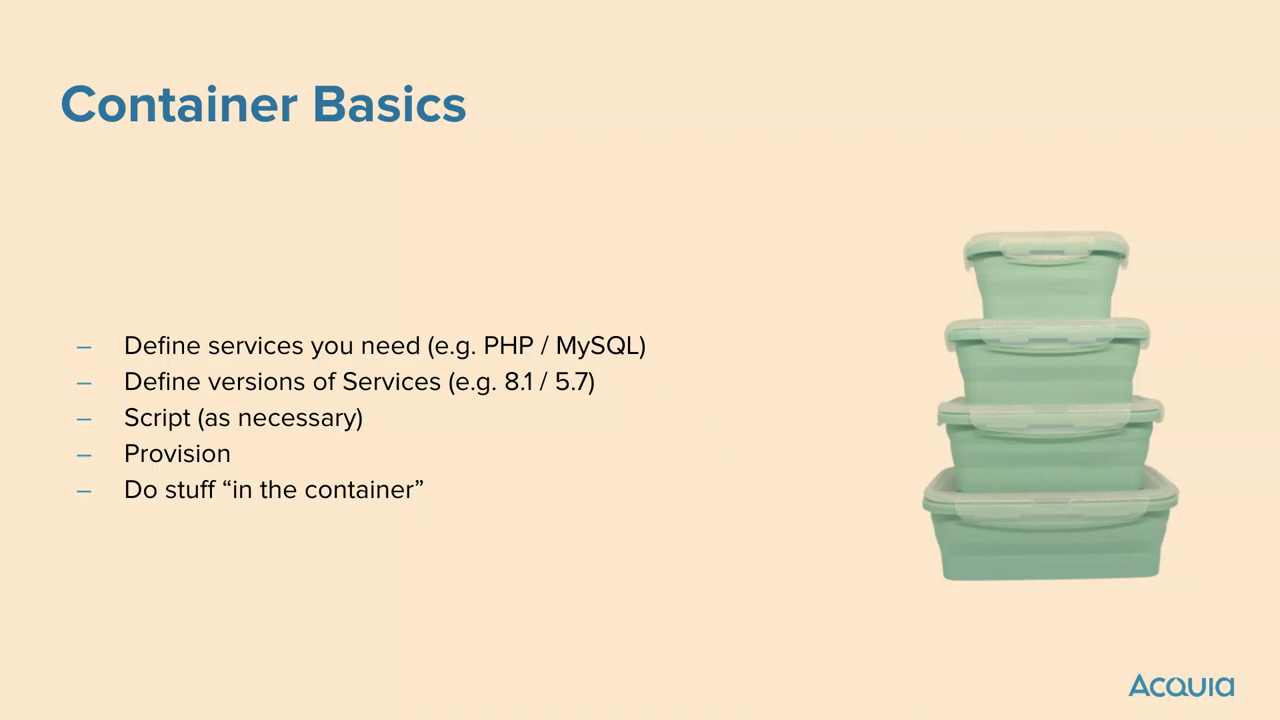 Container Basics
– Define services you need (e.g. PHP / MySQL)
– Define versions of Services (e.g. 8.1 / 5.7)
– Script (as necessary)
– Provision
– Do stuff “in the container”
Acquia